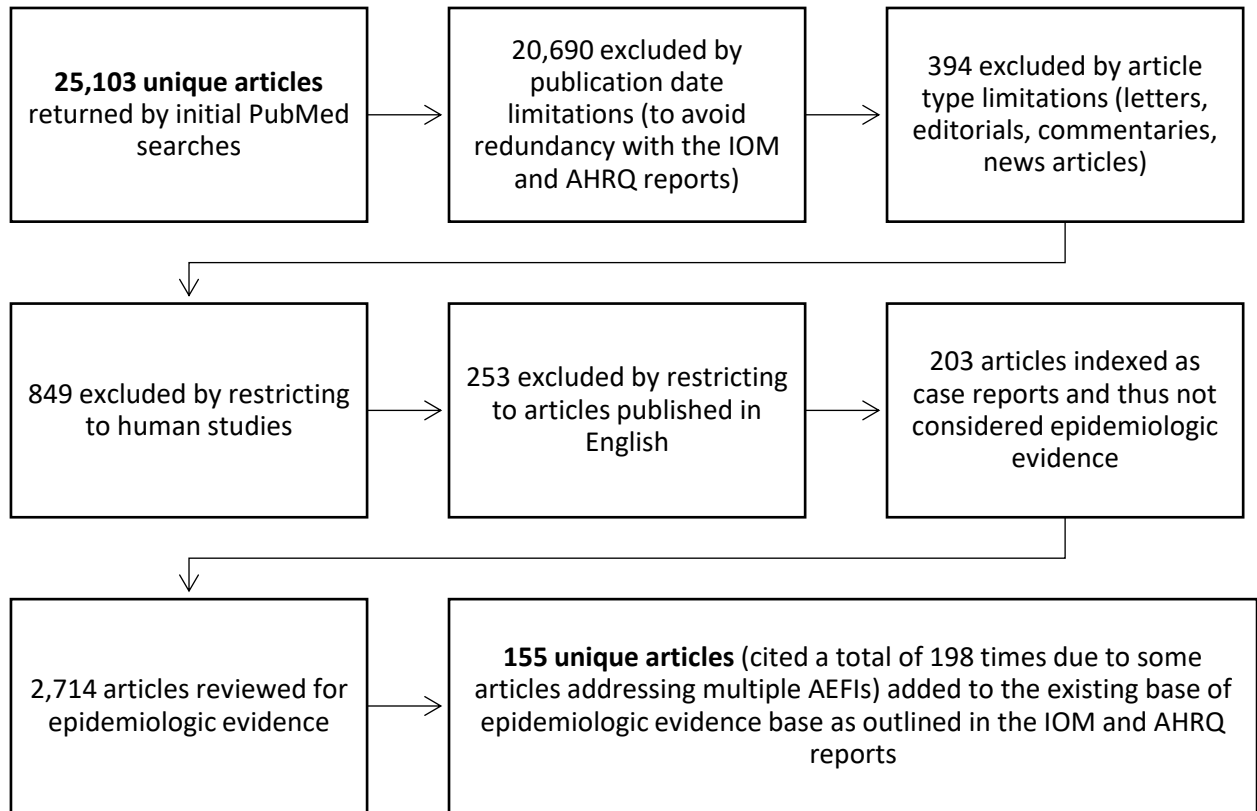 25,103 unique articles
returned by initial PubMed
searches
20,690 excluded by
publication date
limitations (to avoid
redundancy with the IOM
and AHRQ reports)
394 excluded by article
type limitations (letters,
editorials, commentaries,
news articles)
849 excluded by restricting
to human studies
253 excluded by restricting
to articles published in
English
203 articles indexed as
case reports and thus not
considered epidemiologic
evidence
2,714 articles reviewed for
epidemiologic evidence
155 unique articles (cited a total of 198 times due to some
articles addressing multiple AEFIs) added to the existing base of
epidemiologic evidence base as outlined in the IOM and AHRQ
reports